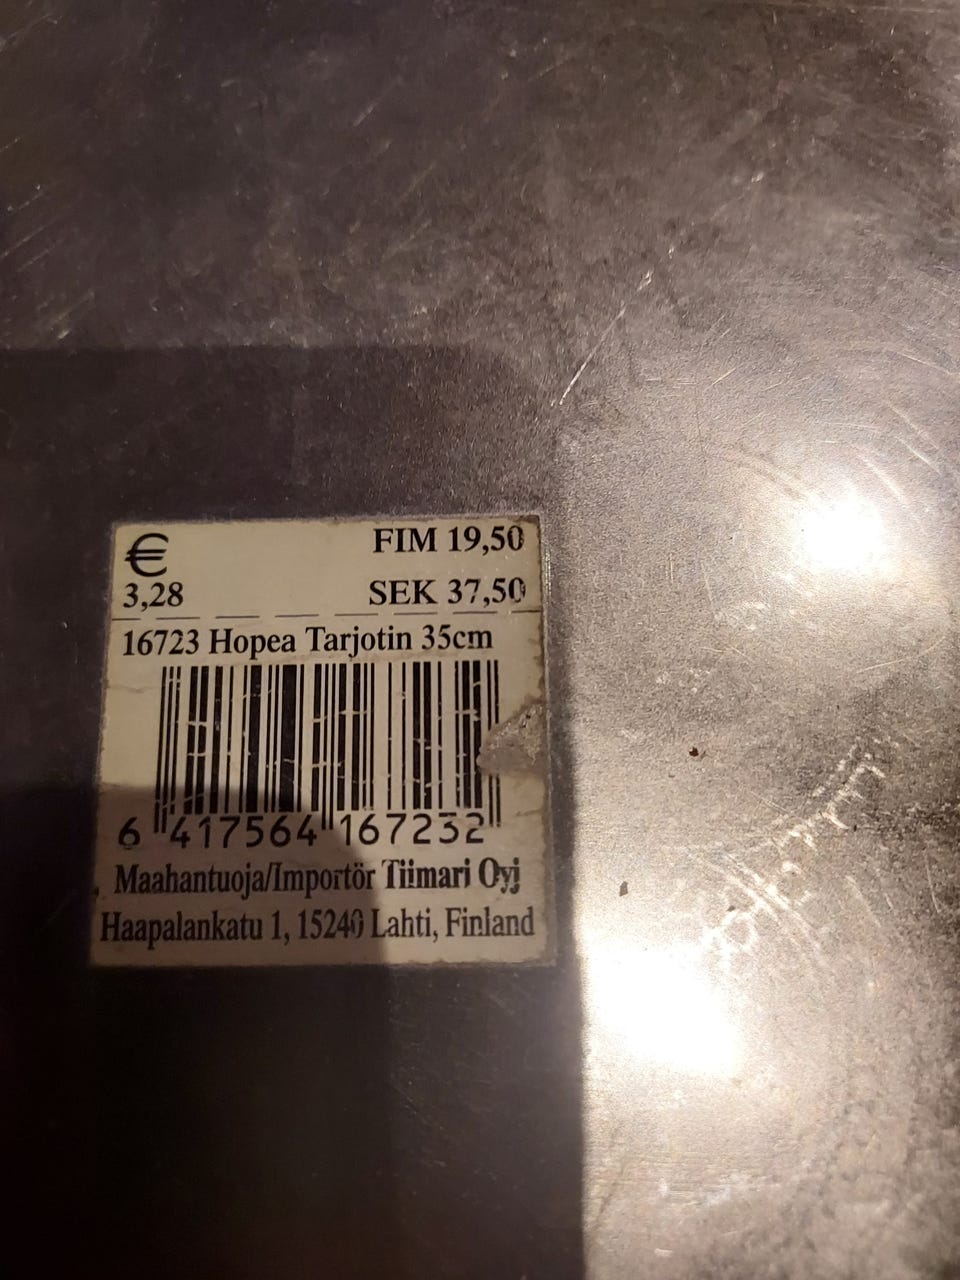 € FIM 19,50
3,28 SEK 37,50
16723 Hopea Tarjotin 35cm
6 417564 167232
Maahantuoja/Importör Tiimari Oyj
Haapalankatu 1, 15240 Lahti, Finland